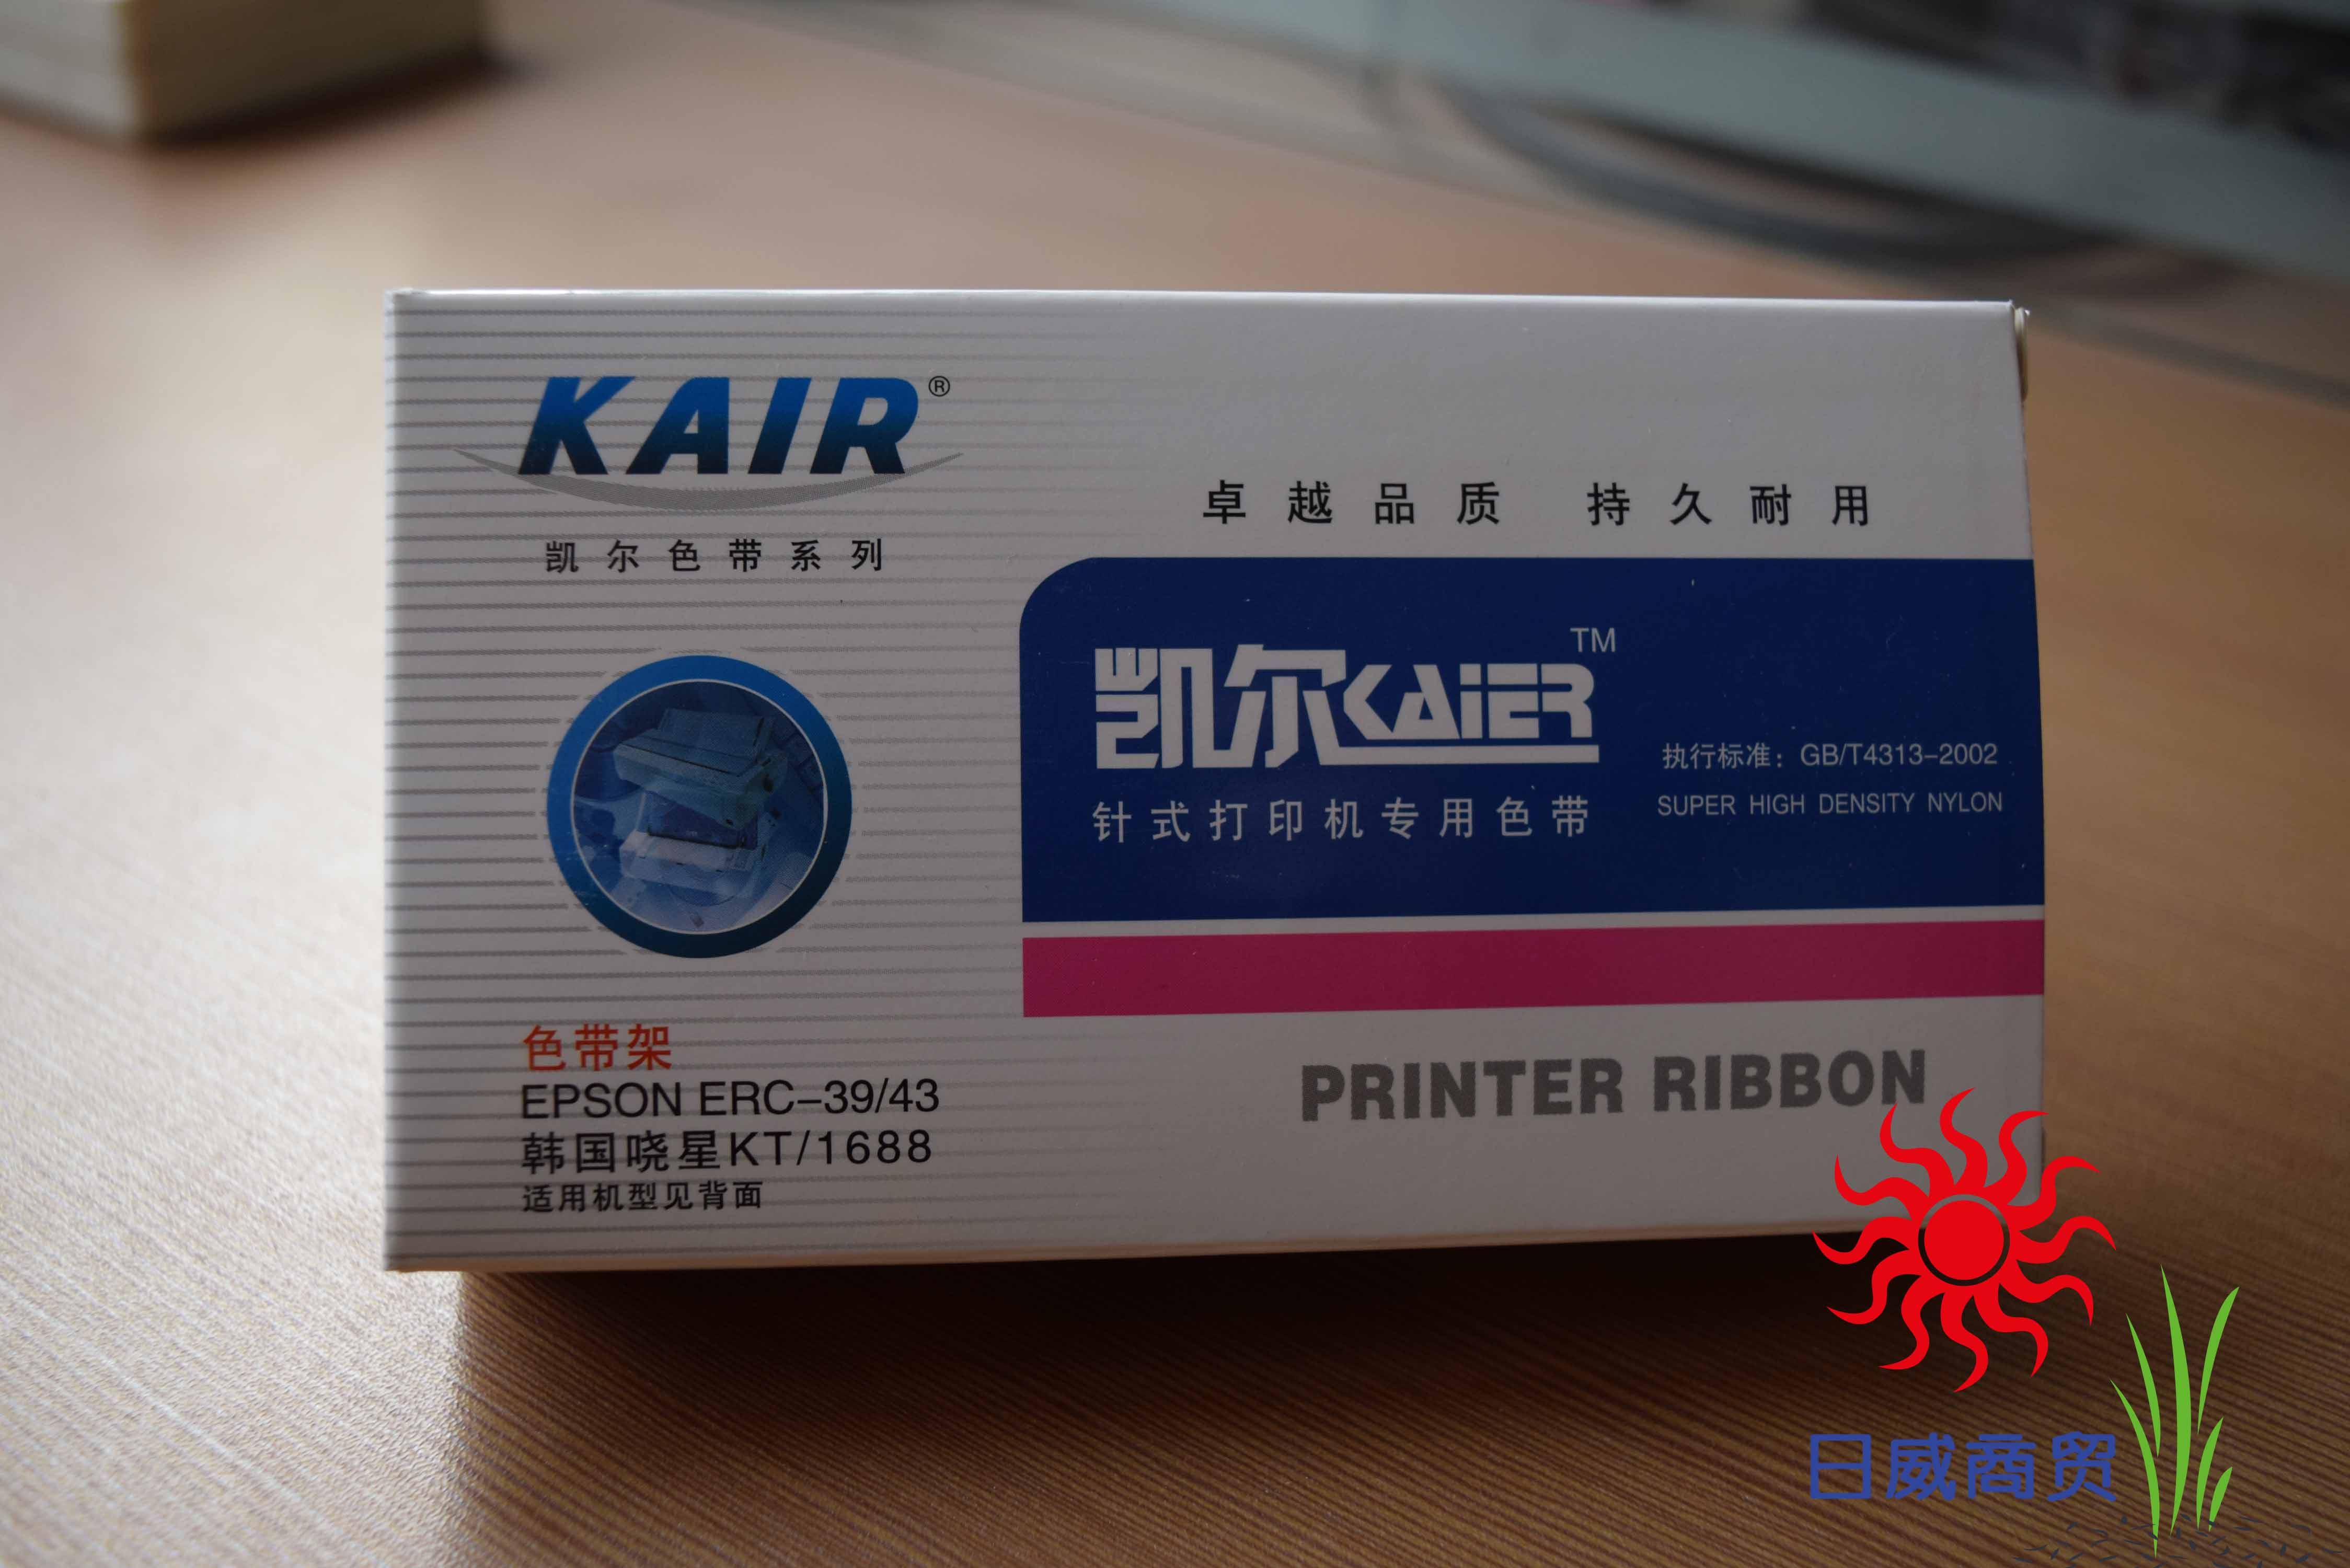 KAIR®
凯尔色带系列
卓越品质 持久耐用
凯尔KAiER TM
针式打印机专用色带
执行标准：GB/T4313-2002
SUPER HIGH DENSITY NYLON
色带架
EPSON ERC-39/43
韩国晓星KT/1688
适用机型见背面
PRINTER RIBBON
日威商贸